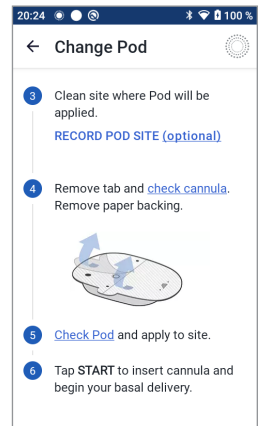 20:24 100 %
Change Pod
3 Clean site where Pod will be
applied.
RECORD POD SITE (optional)
4 Remove tab and check cannula.
Remove paper backing.
5 Check Pod and apply to site.
6 Tap START to insert cannula and
begin your basal delivery.